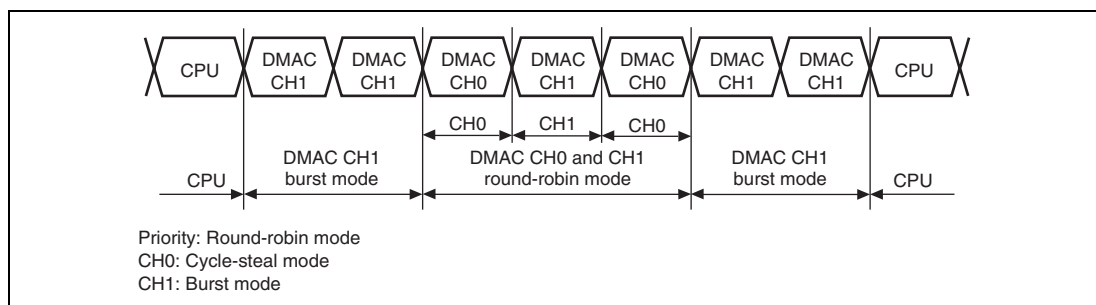 CPU DMAC CH1 DMAC CH1 DMAC CH0 DMAC CH1 DMAC CH0 DMAC CH1 DMAC CH1 CPU
CH0 CH1 CH0
CPU DMAC CH1 burst mode DMAC CH0 and CH1 round-robin mode DMAC CH1 burst mode CPU
Priority: Round-robin mode
CH0: Cycle-steal mode
CH1: Burst mode